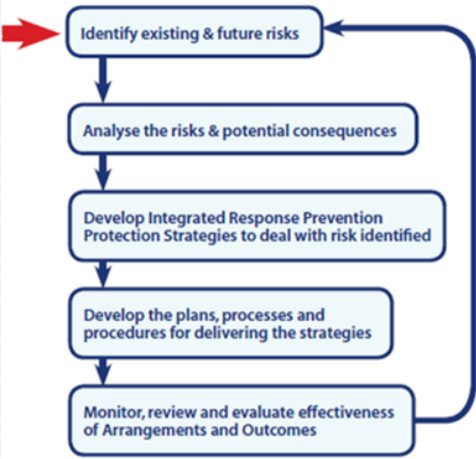 Identify existing & future risks
Analyse the risks & potential consequences
Develop Integrated Response Prevention
Protection Strategies to deal with risk identified
Develop the plans, processes and
procedures for delivering the strategies
Monitor, review and evaluate effectiveness
of Arrangements and Outcomes